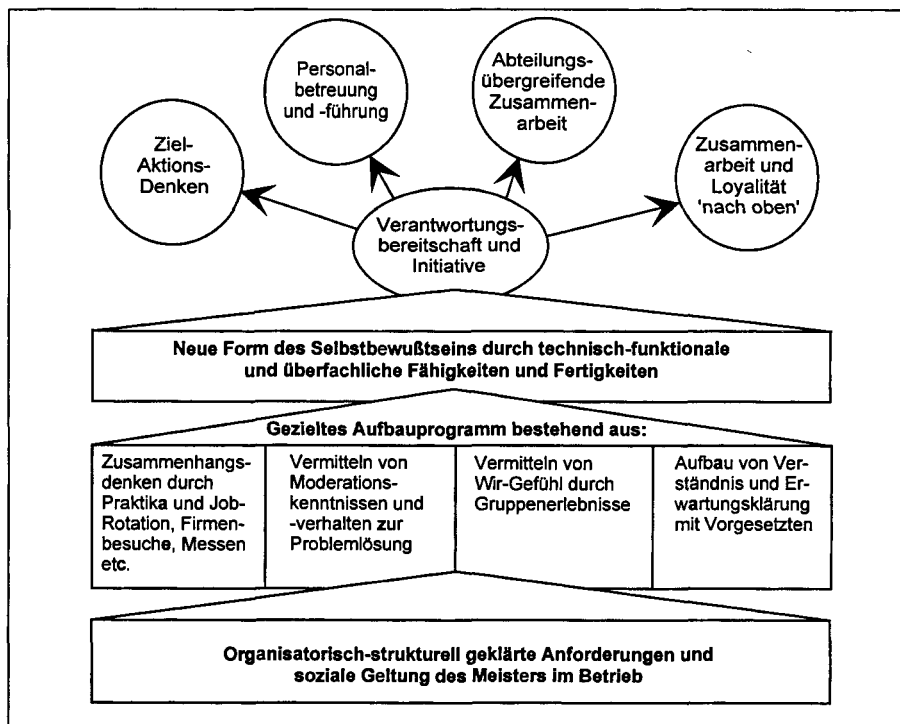 Ziel-
Aktions-
Denken
Personal-
betreuung
und -führung
Abteilungs-
übergreifende
Zusammen-
arbeit
Zusammen-
arbeit und
Loyalität
'nach oben'
Verantwortungs-
bereitschaft und
Initiative
Neue Form des Selbstbewußtseins durch technisch-funktionale
und überfachliche Fähigkeiten und Fertigkeiten
Gezieltes Aufbauprogramm bestehend aus:
Zusammenhangs-
denken durch
Praktika und Job-
Rotation, Firmen-
besuche, Messen
etc.
Vermitteln von
Moderations-
kenntnissen und
-verhalten zur
Problemlösung
Vermitteln von
Wir-Gefühl durch
Gruppenerlebnisse
Aufbau von Ver-
ständnis und Er-
wartungsklärung
mit Vorgesetzten
Organisatorisch-strukturell geklärte Anforderungen und
soziale Geltung des Meisters im Betrieb